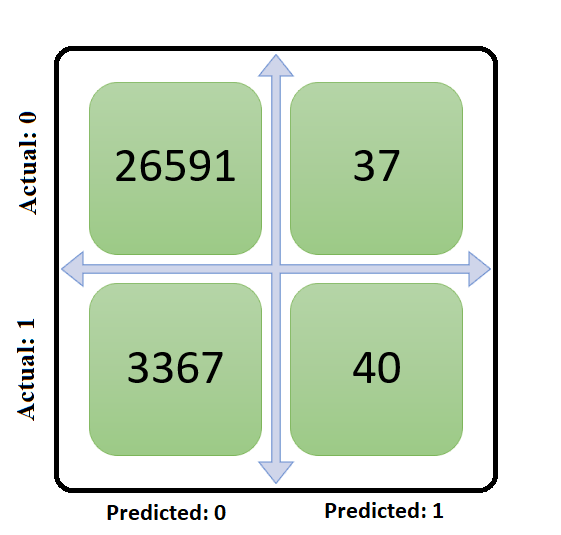 Actual: 0
26591
37
Actual: 1
3367
40
Predicted: 0
Predicted: 1